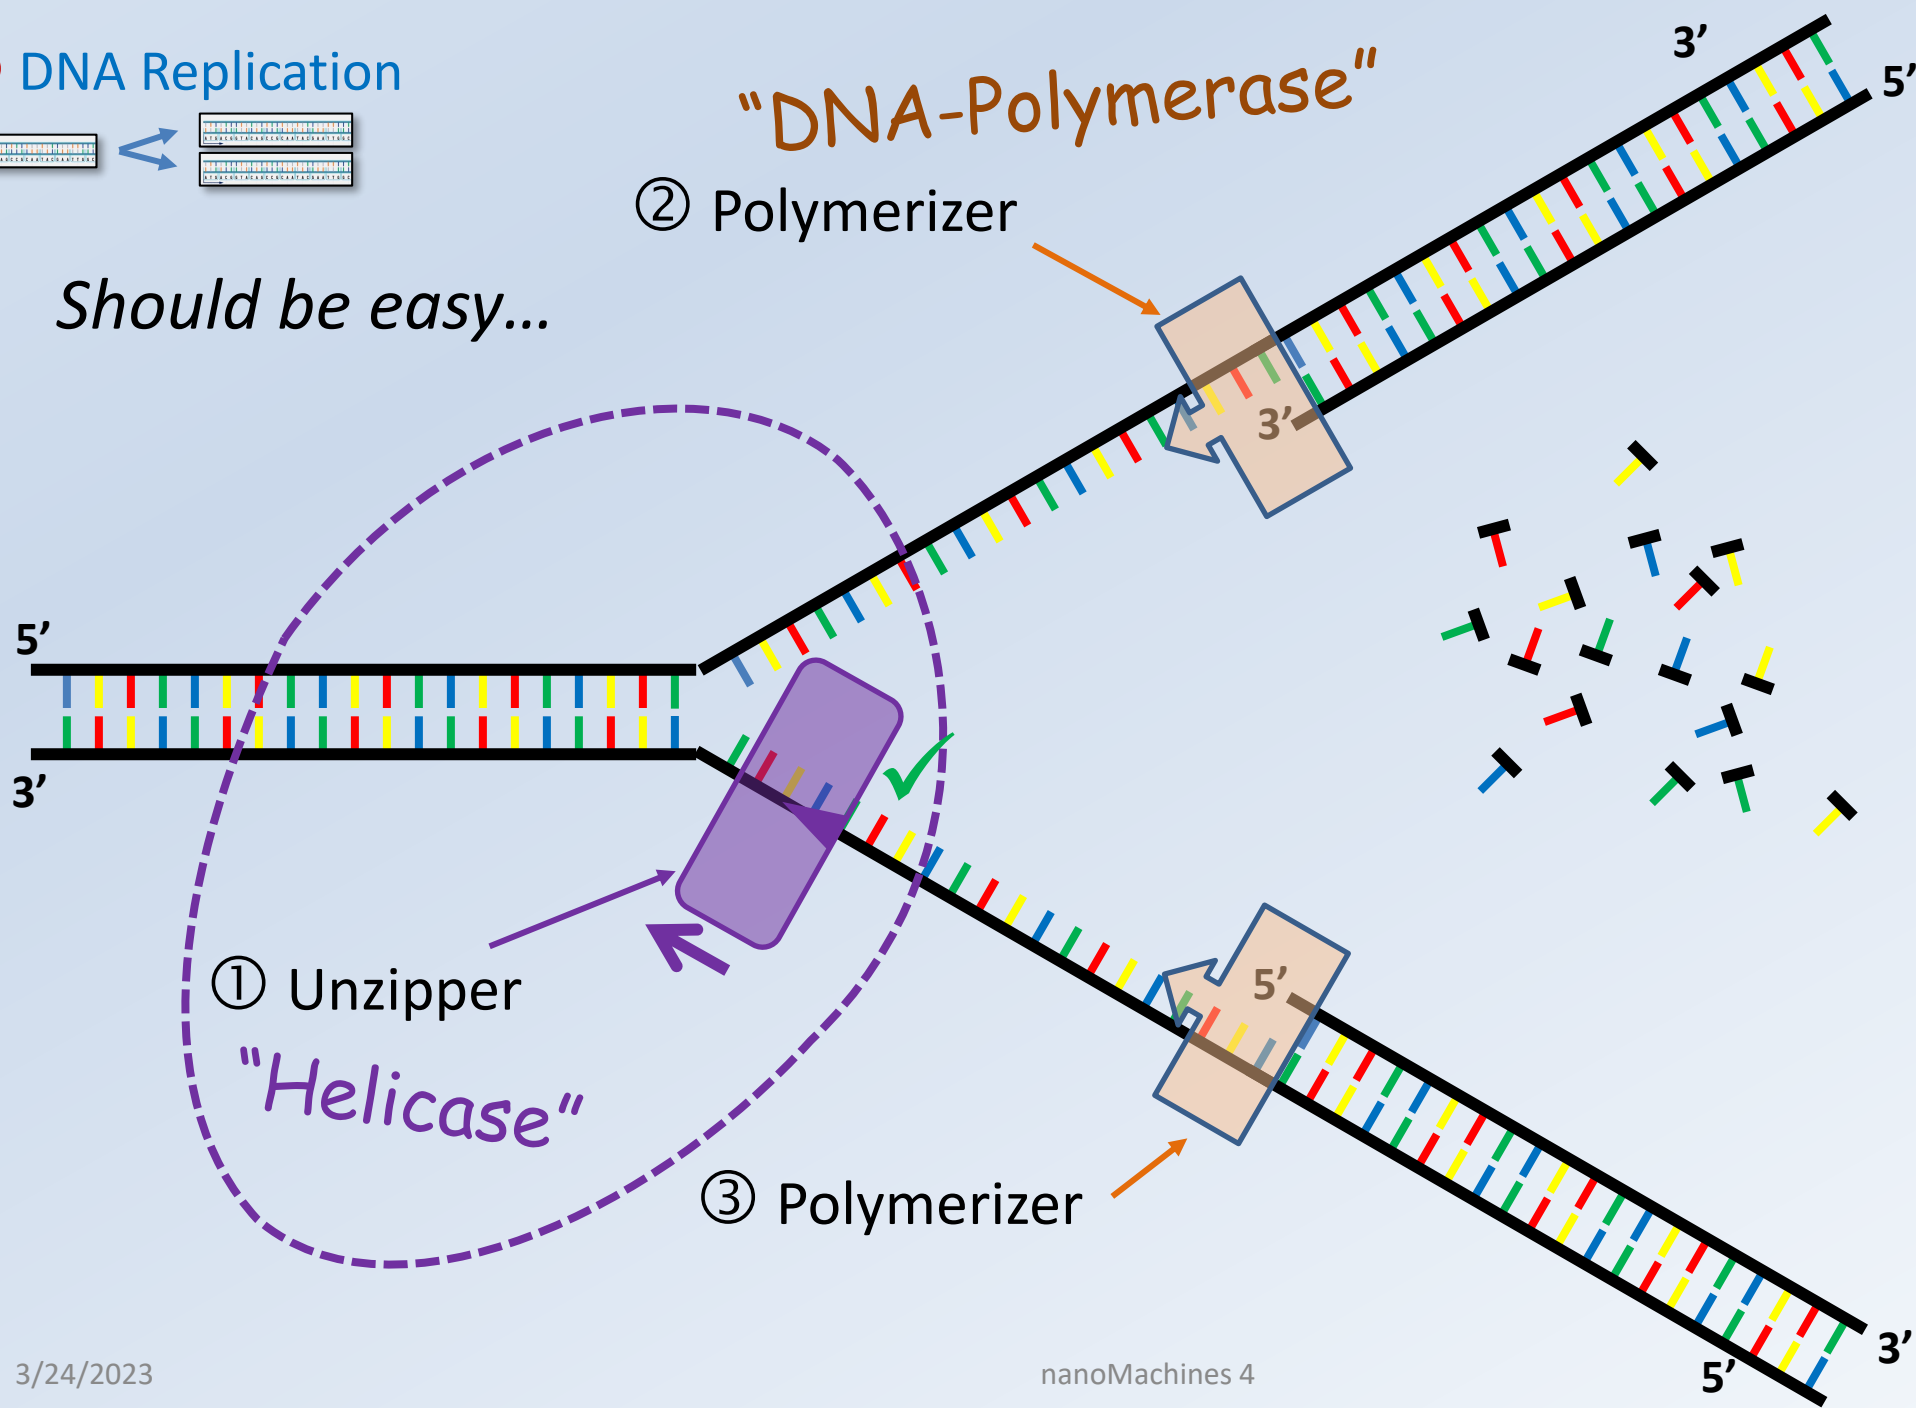 DNA Replication
"DNA-Polymerase"
② Polymerizer
Should be easy…
3’
5’
3’
5’
3’
① Unzipper
"Helicase"
5’
③ Polymerizer
3’
5’
3/24/2023
nanoMachines 4